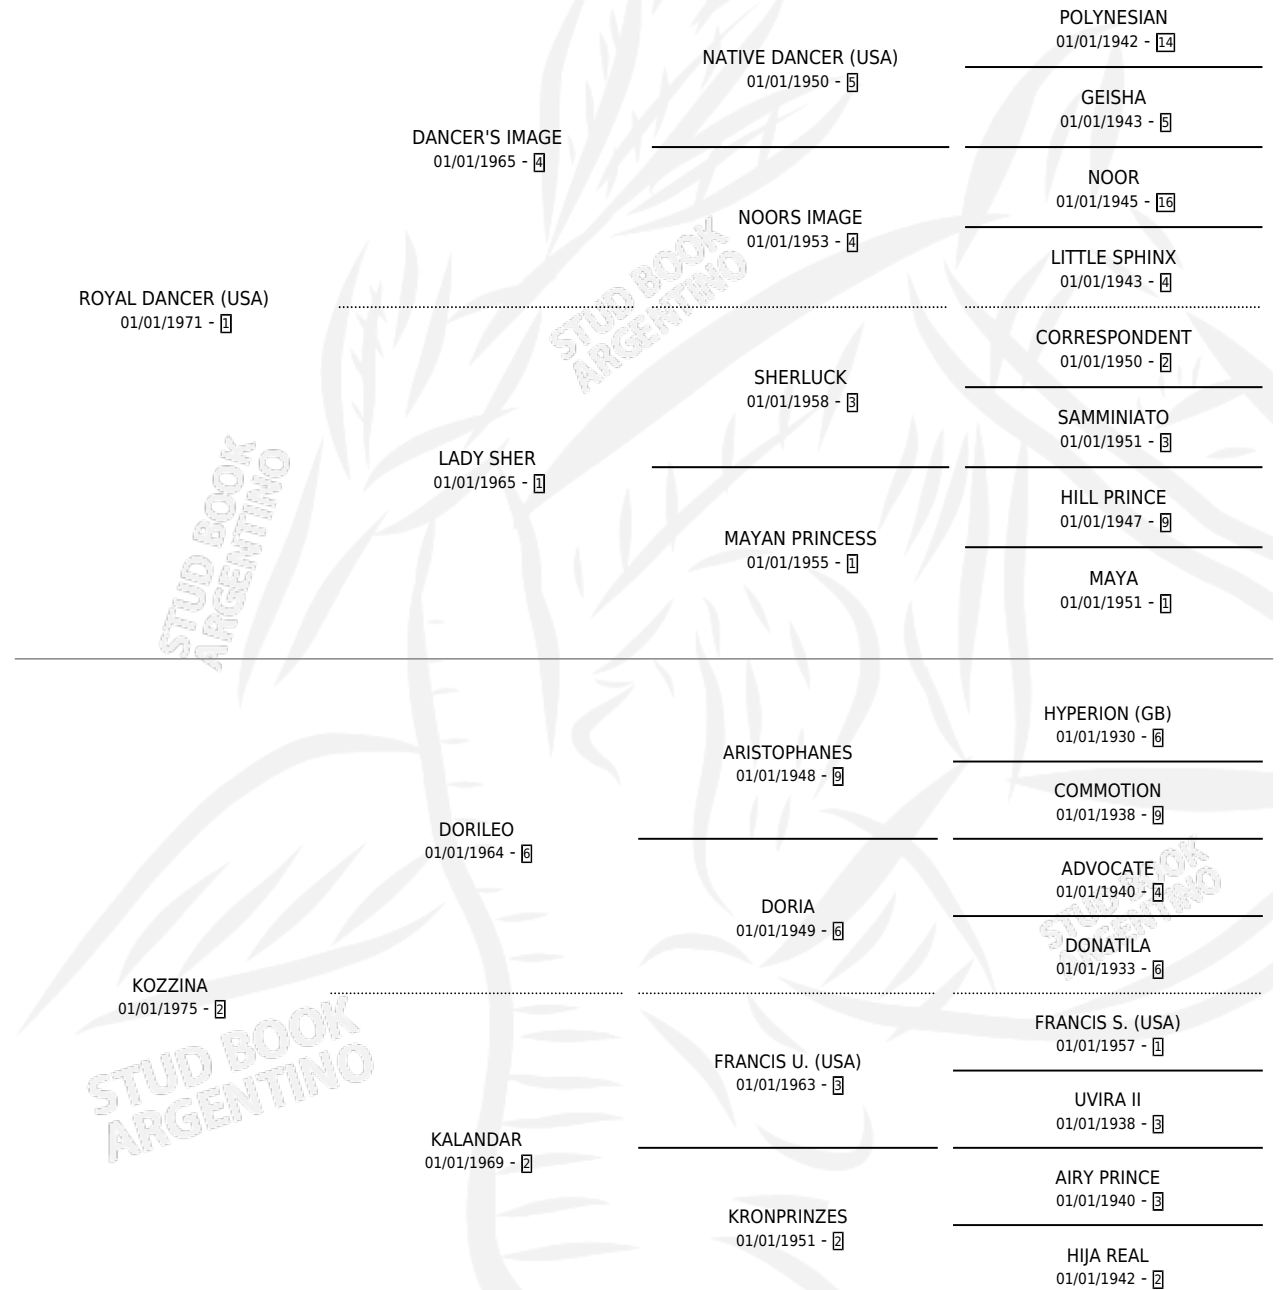 POLYNESIAN
01/01/1942 - 14
NATIVE DANCER (USA)
01/01/1950 - 5
GEISHA
01/01/1943 - 5
DANCER'S IMAGE
01/01/1965 - 4
NOOR
01/01/1945 - 16
NOORS IMAGE
01/01/1953 - 4
LITTLE SPHINX
01/01/1943 - 4
ROYAL DANCER (USA)
01/01/1971 - 1
CORRESPONDENT
01/01/1950 - 2
SHERLUCK
01/01/1958 - 3
SAMMINIATO
01/01/1951 - 3
LADY SHER
01/01/1965 - 1
HILL PRINCE
01/01/1947 - 9
MAYAN PRINCESS
01/01/1955 - 1
MAYA
01/01/1951 - 1
HYPERION (GB)
01/01/1930 - 6
ARISTOPHANES
01/01/1948 - 9
COMMOTION
01/01/1938 - 9
DORILEO
01/01/1964 - 6
ADVOCATE
01/01/1940 - 4
DORIA
01/01/1949 - 6
DONATILA
01/01/1933 - 6
KOZZINA
01/01/1975 - 2
FRANCIS S. (USA)
01/01/1957 - 1
FRANCIS U. (USA)
01/01/1963 - 3
UVIRA II
01/01/1938 - 3
KALANDAR
01/01/1969 - 2
AIRY PRINCE
01/01/1940 - 3
KRONPRINZES
01/01/1951 - 2
HIJA REAL
01/01/1942 - 2
STUD BOOK
ARGENTINO
STUD BOOK
ARGENTINO
STUD BOOK
ARGENTINO
STUD BOOK
ARGENTINO